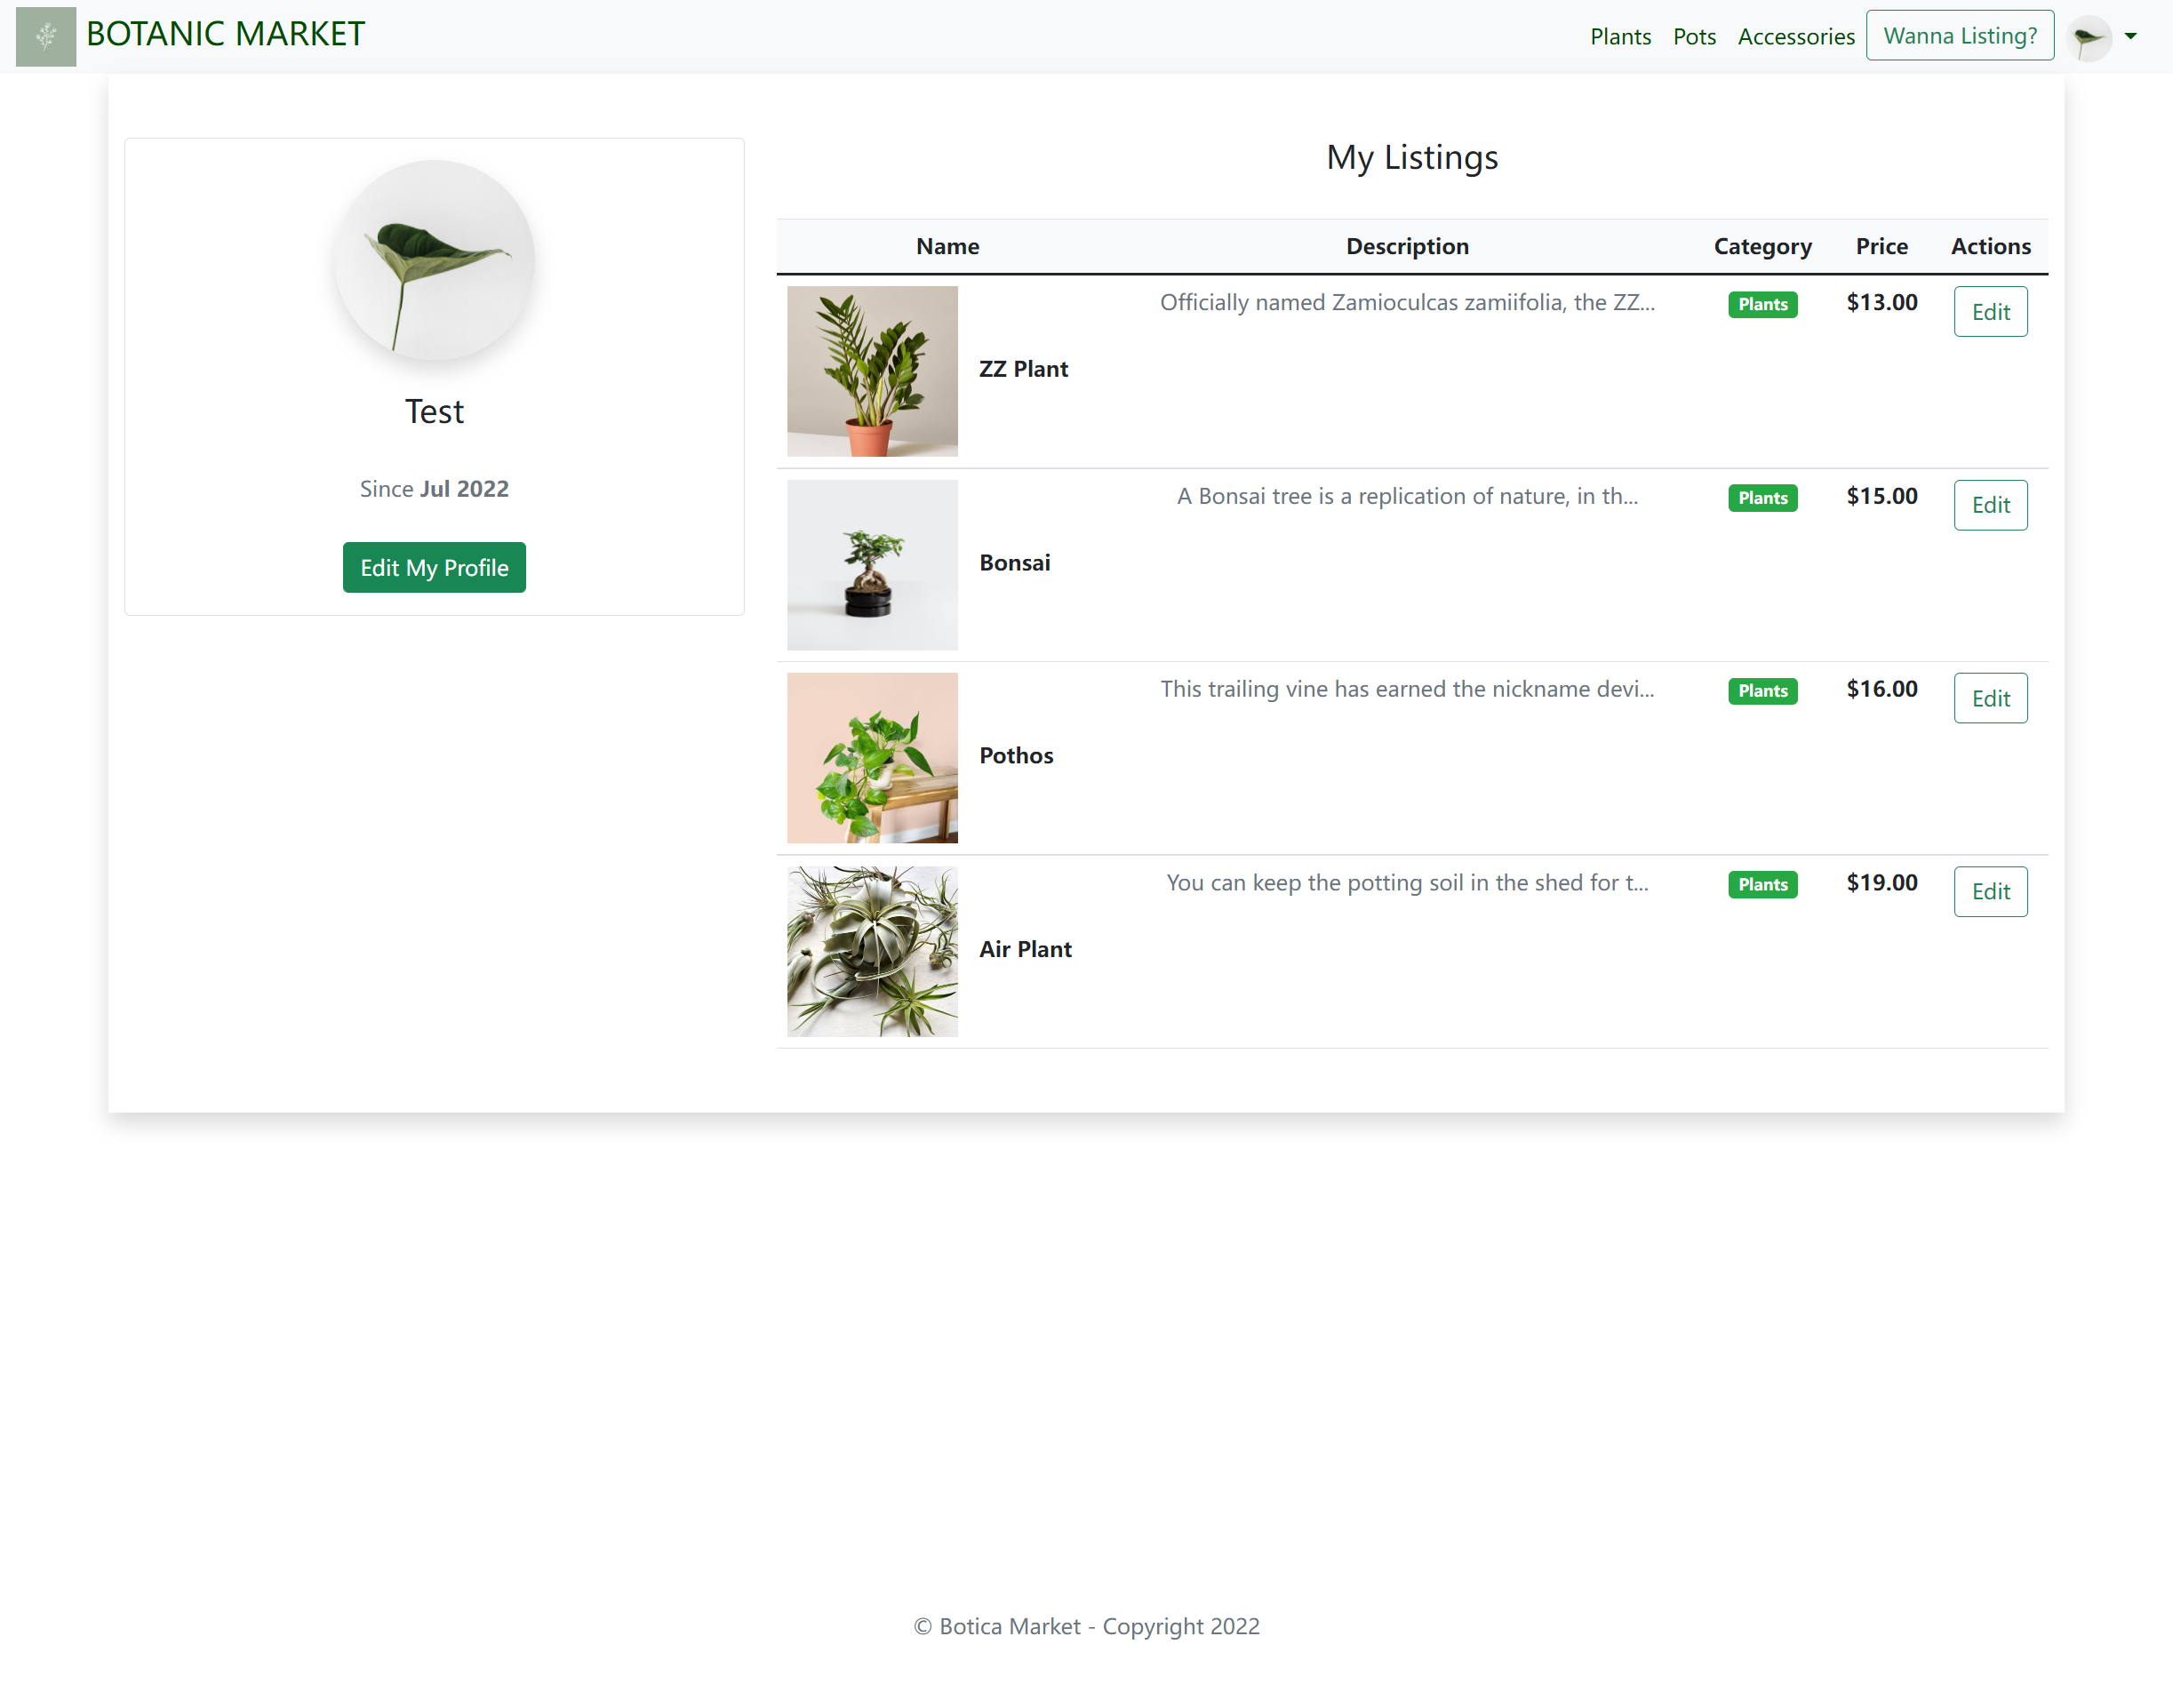 BOTANIC MARKET
Plants Pots Accessories Wanna Listing?
Test
Since Jul 2022
Edit My Profile
My Listings
Name Description Category Price Actions
ZZ Plant Officially named Zamioculcas zamiifolia, the ZZ... Plants $13.00 Edit
Bonsai A Bonsai tree is a replication of nature, in th... Plants $15.00 Edit
Pothos This trailing vine has earned the nickname devi... Plants $16.00 Edit
Air Plant You can keep the potting soil in the shed for t... Plants $19.00 Edit
© Botica Market - Copyright 2022